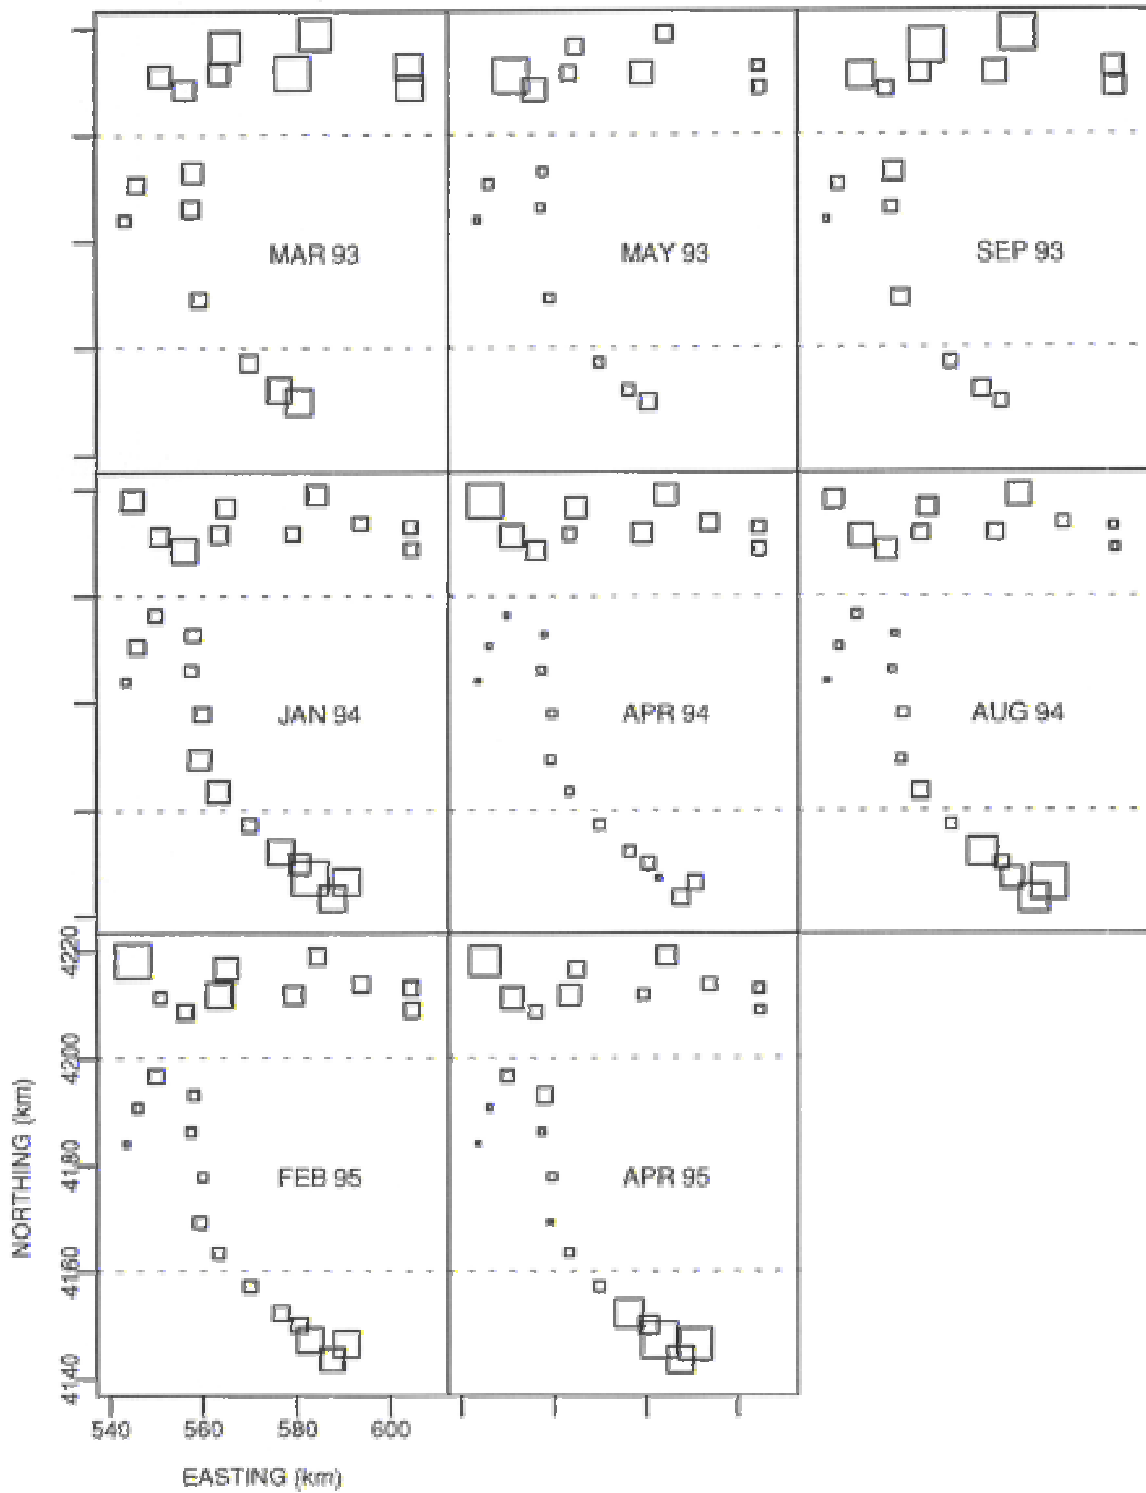 MAR 93
MAY 93
SEP 93
JAN 94
APR 94
AUG 94
FEB 95
APR 95
NORTHING (km)
4220
4200
4180
4160
4140
540
560
580
600
EASTING (km)